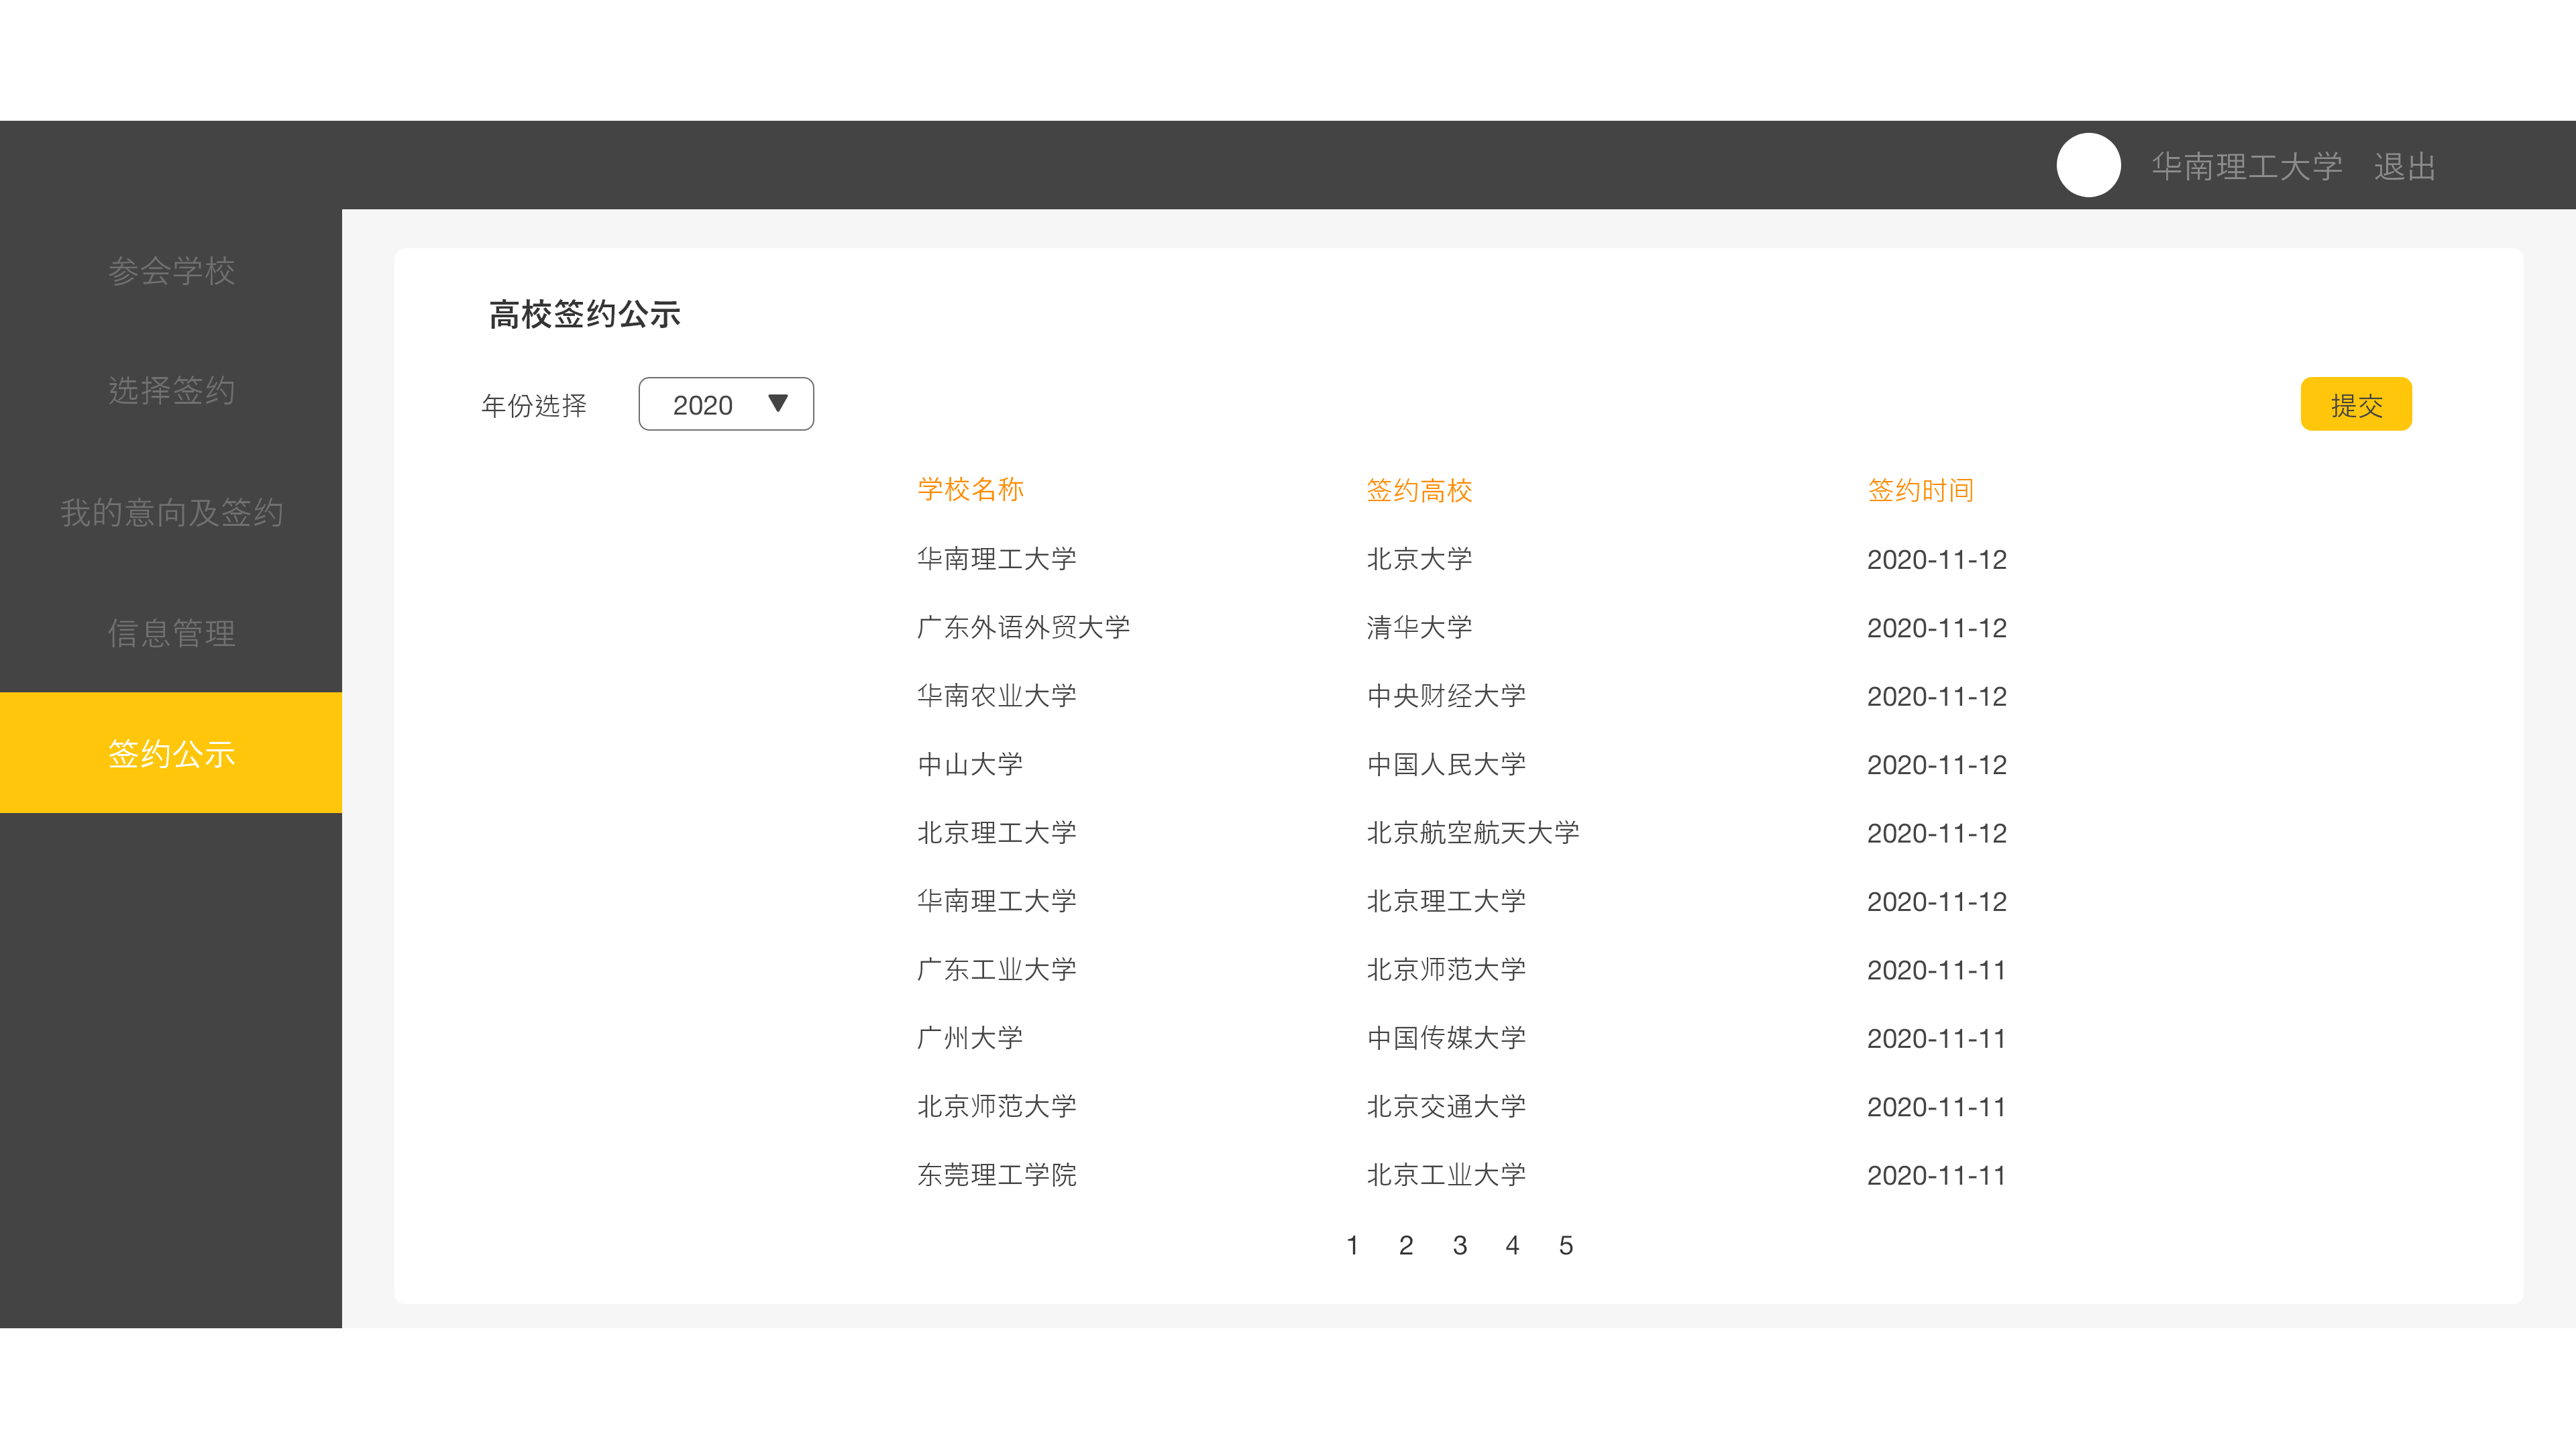 华南理工大学 退出
参会学校
选择签约
我的意向及签约
信息管理
签约公示
高校签约公示
年份选择 2020 ▼ 提交
学校名称 签约高校 签约时间
华南理工大学 北京大学 2020-11-12
广东外语外贸大学 清华大学 2020-11-12
华南农业大学 中央财经大学 2020-11-12
中山大学 中国人民大学 2020-11-12
北京理工大学 北京航空航天大学 2020-11-12
华南理工大学 北京理工大学 2020-11-12
广东工业大学 北京师范大学 2020-11-11
广州大学 中国传媒大学 2020-11-11
北京师范大学 北京交通大学 2020-11-11
东莞理工学院 北京工业大学 2020-11-11
1 2 3 4 5